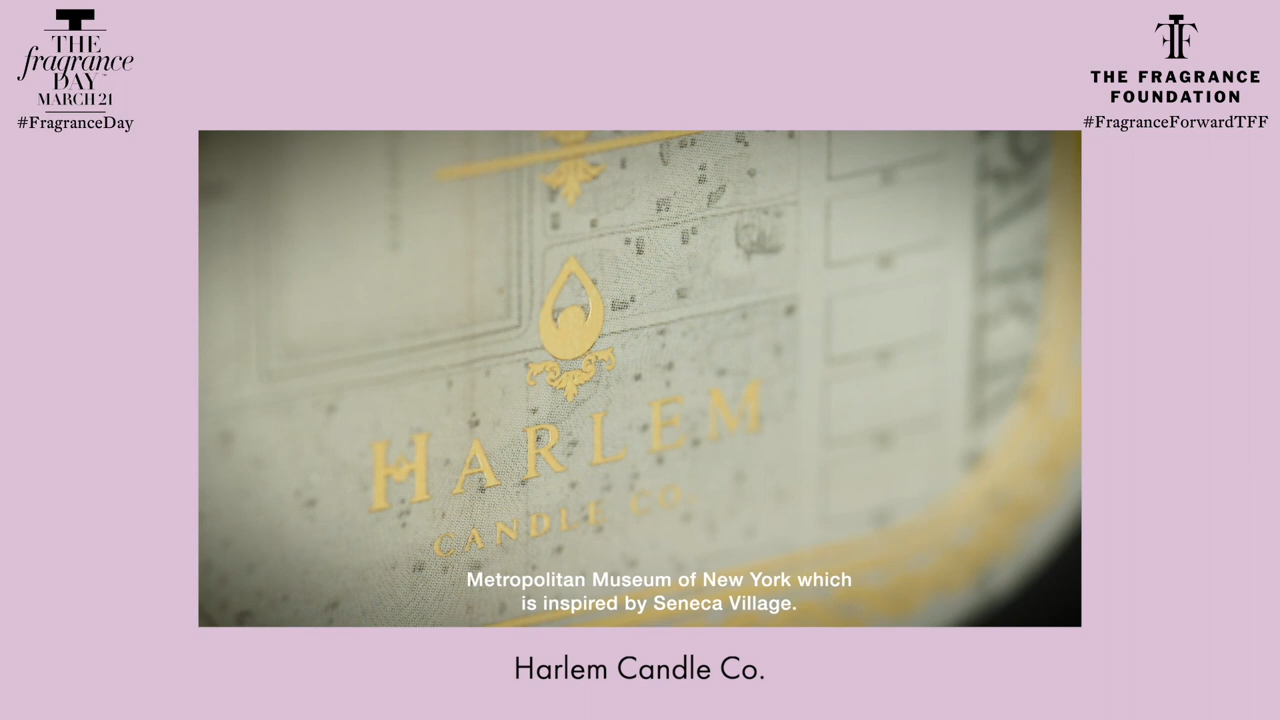 THE
fragrance
DAY™
MARCH 21
#FragranceDay
THE FRAGRANCE
FOUNDATION
#FragranceForwardTFF
HARLEM
CANDLE CO.
Metropolitan Museum of New York which
is inspired by Seneca Village.
Harlem Candle Co.